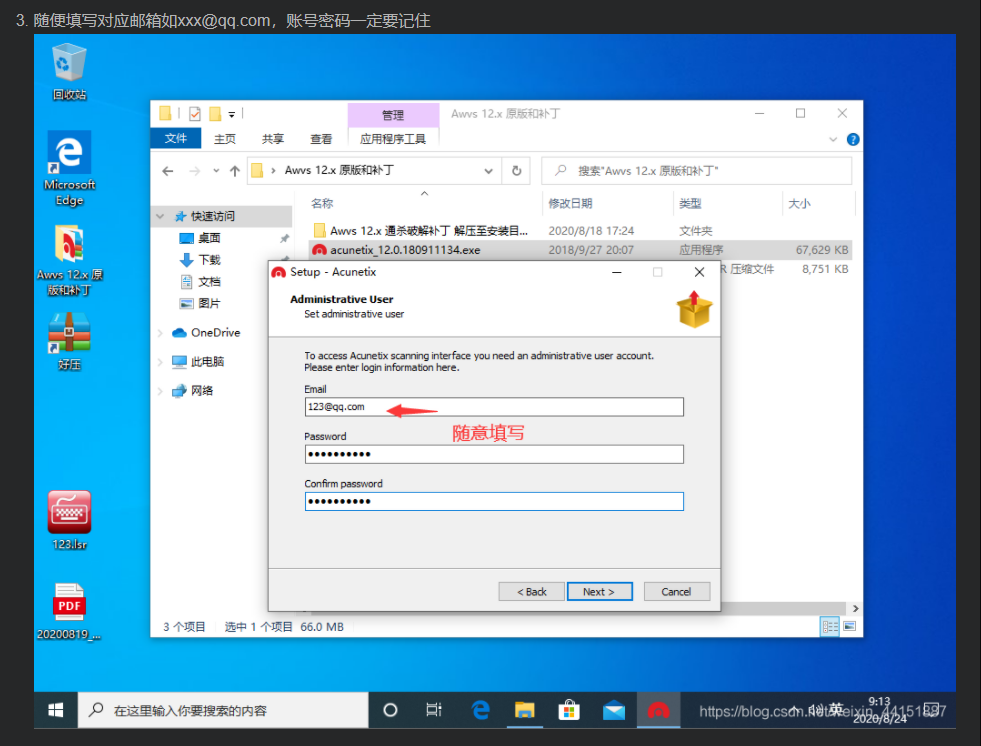 3. 随便填写对应邮箱如xxx@qq.com，账号密码一定要记住
回收站
管理
Awvs 12.x 原版和补丁
文件
主页
共享
查看
应用程序工具
Awvs 12.x 原版和补丁
搜索"Awvs 12.x 原版和补丁"
名称
修改日期
类型
大小
Microsoft
Edge
快速访问
Awvs 12.x 通杀破解补丁 解压至安装目...
2020/8/18 17:24
文件夹
桌面
acunetix_12.0.180911134.exe
2018/9/27 20:07
应用程序
67,629 KB
下载
R 压缩文件
8,751 KB
Awvs 12.x 原
版和补丁
文档
图片
OneDrive
此电脑
网络
好压
Setup - Acunetix
Administrative User
Set administrative user
To access Acunetix scanning interface you need an administrative user account.
Please enter login information here.
Email
123@qq.com
随意填写
Password
••••••••••
Confirm password
••••••••••
< Back
Next >
Cancel
123.lsr
PDF
20200819_...
3 个项目
选中 1 个项目 66.0 MB
在这里输入你要搜索的内容
英
9:13
2020/8/24